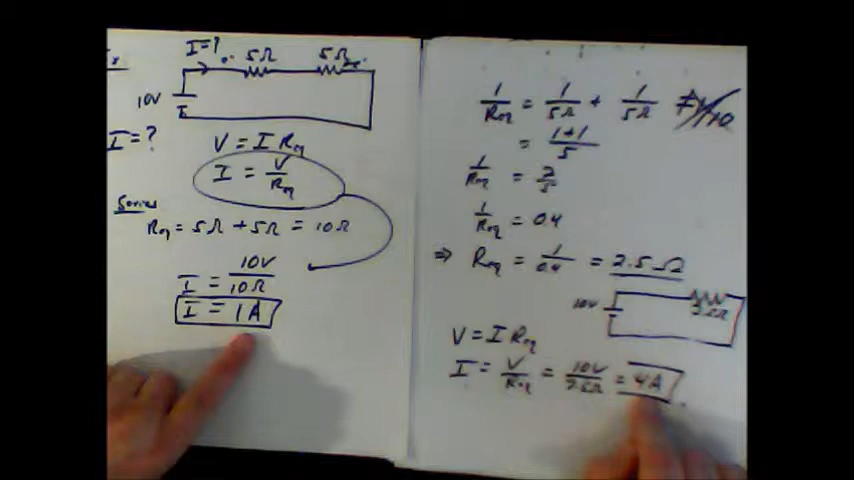 I=?
5Ω 5Ω
10V
I=?
V = I Req
I = V/Req
Series
Req = 5Ω + 5Ω = 10Ω
I = 10V/10Ω
I = 1A
1/Req = 1/5Ω + 1/5Ω
= 1+1/5
1/Req = 2/5
1/Req = 0.4
⇒ Req = 1/0.4 = 2.5Ω
10V
2.5Ω
V = I Req
I = V/Req = 10V/2.5Ω = 4A